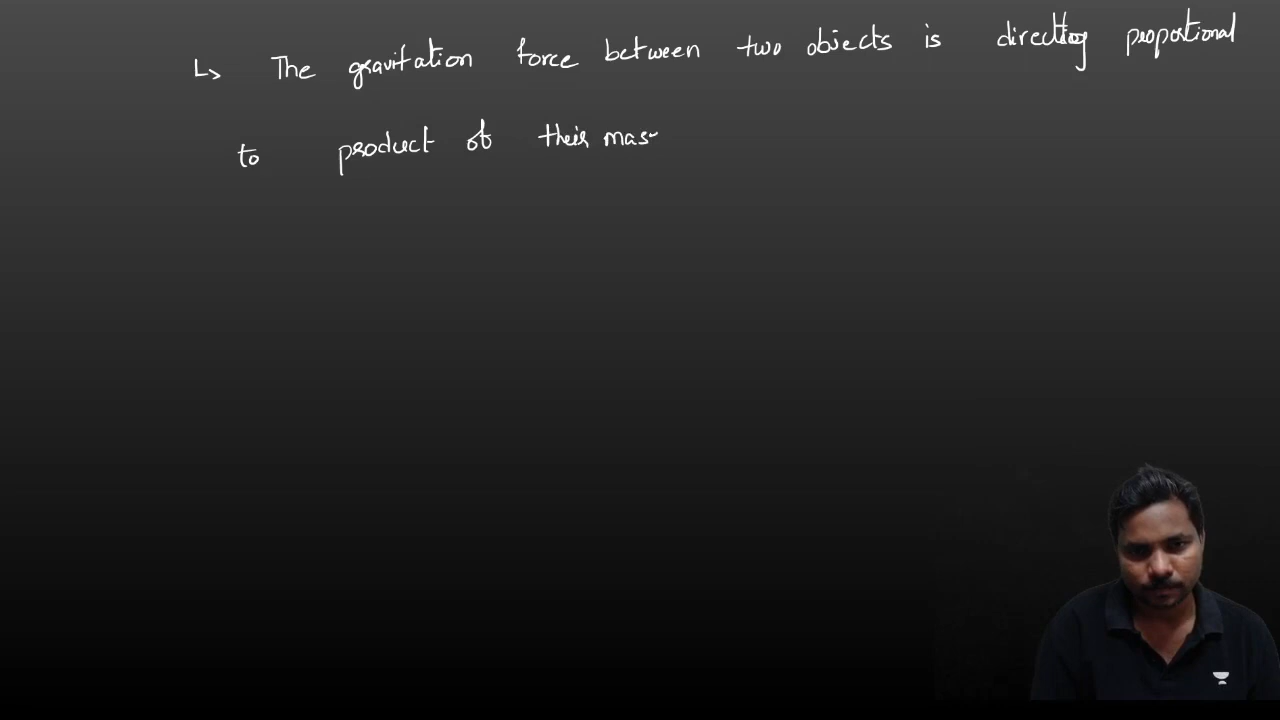 ↳ The gravitation force between two objects is directly proportional
to product of their mas